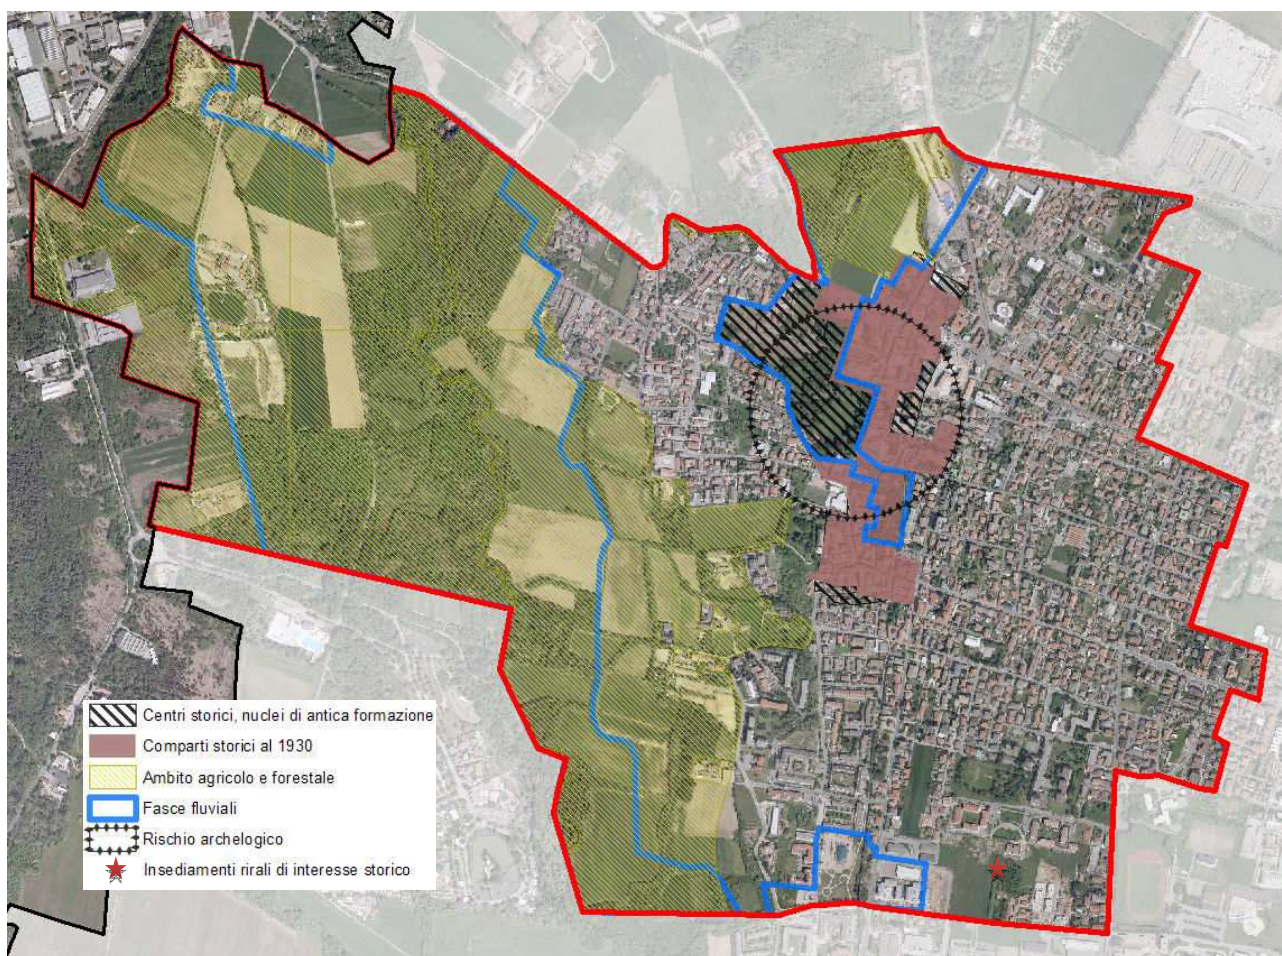 Centri storici, nuclei di antica formazione
Comparti storici al 1930
Ambito agricolo e forestale
Fasce fluviali
Rischio archelogico
Insediamenti rirali di interesse storico